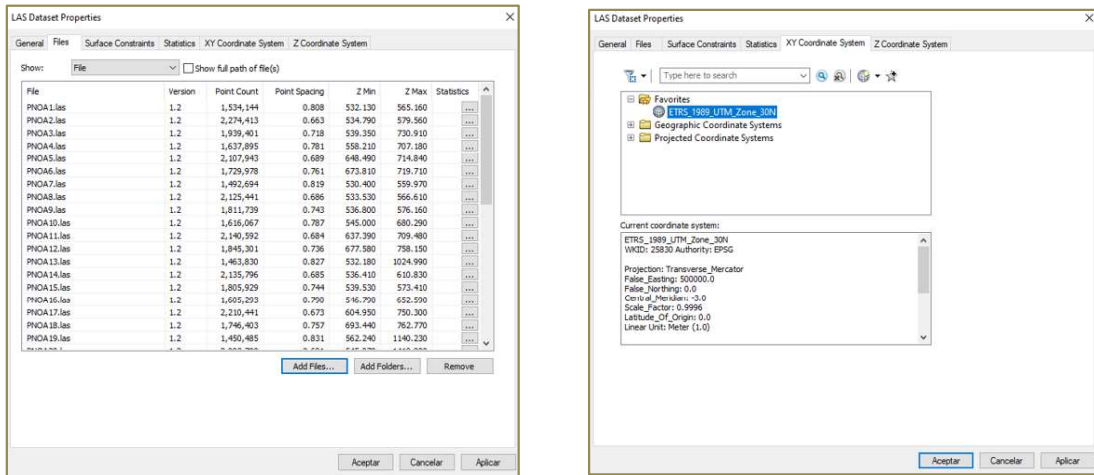 LAS Dataset Properties
General Files Surface Constraints Statistics XY Coordinate System Z Coordinate System
Show: File Show full path of file(s)
File Version Point Count Point Spacing Z Min Z Max Statistics
PNOA1.las 1.2 1,534,144 0.808 532.130 565.160 ...
PNOA2.las 1.2 2,274,413 0.663 534.790 579.560 ...
PNOA3.las 1.2 1,939,401 0.718 539.350 730.910 ...
PNOA4.las 1.2 1,637,895 0.781 558.210 707.180 ...
PNOA5.las 1.2 2,107,943 0.689 648.490 714.840 ...
PNOA6.las 1.2 1,729,978 0.761 673.810 719.710 ...
PNOA7.las 1.2 1,492,694 0.819 530.400 559.970 ...
PNOA8.las 1.2 2,125,441 0.686 533.530 566.610 ...
PNOA9.las 1.2 1,811,739 0.743 536.800 576.160 ...
PNOA10.las 1.2 1,616,067 0.787 545.000 680.290 ...
PNOA11.las 1.2 2,140,592 0.684 637.390 709.480 ...
PNOA12.las 1.2 1,845,301 0.736 677.580 758.150 ...
PNOA13.las 1.2 1,463,830 0.827 532.180 1024.990 ...
PNOA14.las 1.2 2,135,796 0.685 536.410 610.830 ...
PNOA15.las 1.2 1,805,929 0.744 539.530 573.410 ...
PNOA16.las 1.2 1,605,293 0.790 546.790 652.590 ...
PNOA17.las 1.2 2,210,441 0.673 604.950 750.300 ...
PNOA18.las 1.2 1,746,403 0.757 693.440 762.770 ...
PNOA19.las 1.2 1,450,485 0.831 562.240 1140.230 ...
Add Files... Add Folders... Remove
Aceptar Cancelar Aplicar
LAS Dataset Properties
General Files Surface Constraints Statistics XY Coordinate System Z Coordinate System
Type here to search
Favorites
ETRS_1989_UTM_Zone_30N
Geographic Coordinate Systems
Projected Coordinate Systems
Current coordinate system:
ETRS_1989_UTM_Zone_30N
WKID: 25830 Authority: EPSG
Projection: Transverse_Mercator
False_Easting: 500000.0
False_Northing: 0.0
Central_Meridian: -3.0
Scale_Factor: 0.9996
Latitude_Of_Origin: 0.0
Linear Unit: Meter (1.0)
Aceptar Cancelar Aplicar